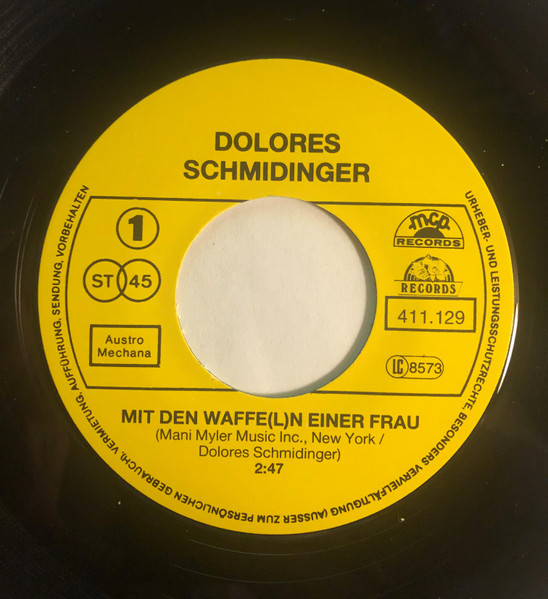 DOLORES
SCHMIDINGER
1
ST 45
Austro
Mechana
mcp
RECORDS
RECORDS
411.129
LC 8573
MIT DEN WAFFE(L)N EINER FRAU
(Mani Myler Music Inc., New York /
Dolores Schmidinger)
2:47
URHEBER- UND LEISTUNGSSCHUTZRECHTE, BESONDERS VERVIELFÄLTIGUNG (AUSSER ZUM PERSÖNLICHEN GEBRAUCH), VERMIETUNG, AUFFÜHRUNG, SENDUNG, VORBEHALTEN